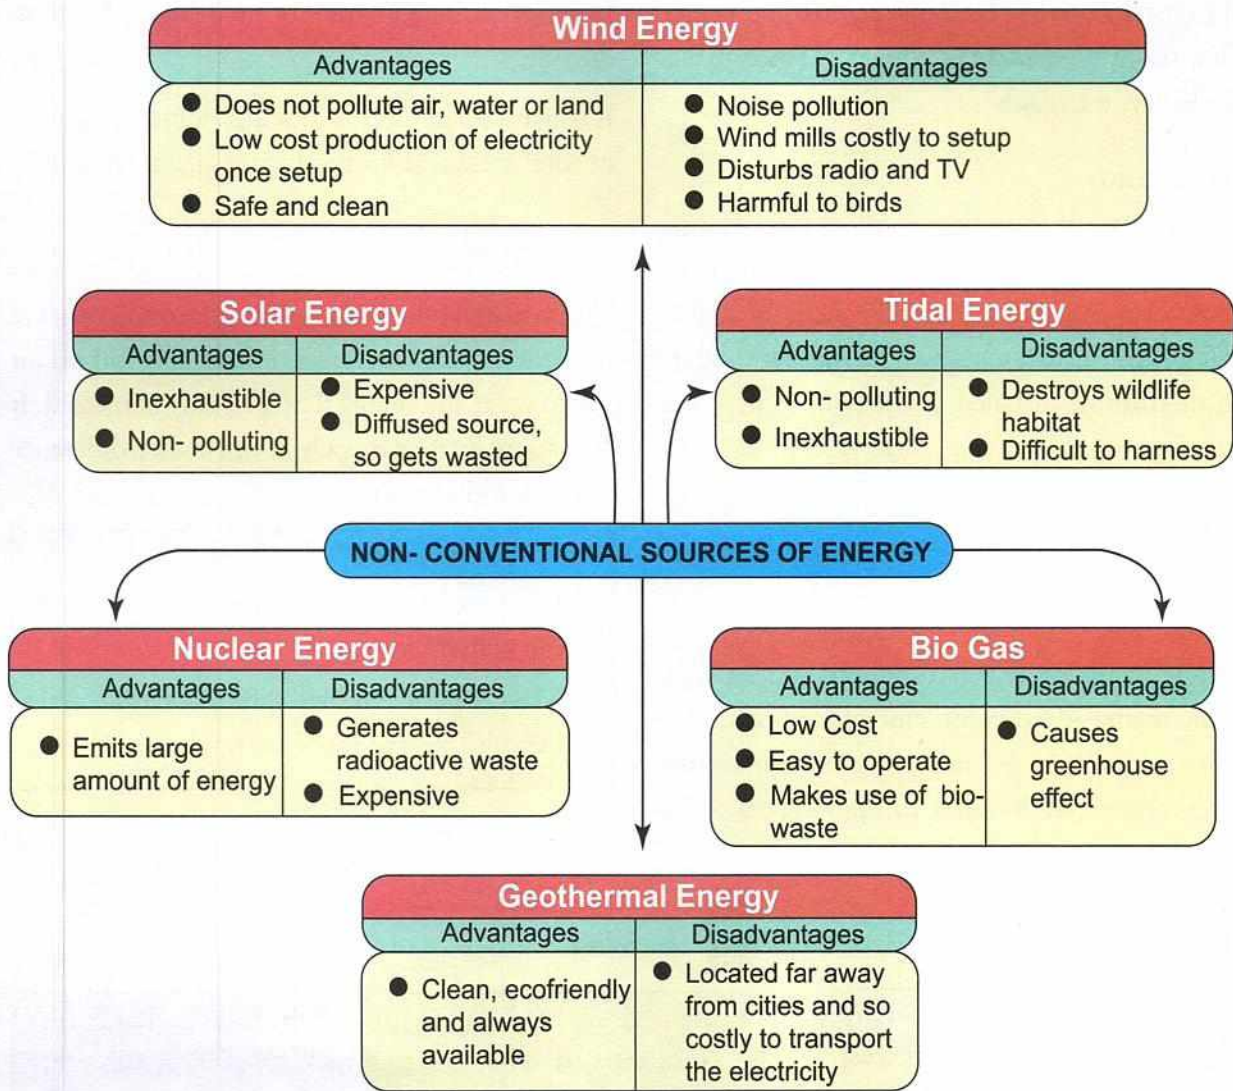 Wind Energy
Advantages
Disadvantages
● Does not pollute air, water or land
● Low cost production of electricity
once setup
● Safe and clean
● Noise pollution
● Wind mills costly to setup
● Disturbs radio and TV
● Harmful to birds
Solar Energy
Advantages
Disadvantages
● Inexhaustible
● Non- polluting
● Expensive
● Diffused source,
so gets wasted
Tidal Energy
Advantages
Disadvantages
● Non- polluting
● Inexhaustible
● Destroys wildlife
habitat
● Difficult to harness
NON- CONVENTIONAL SOURCES OF ENERGY
Nuclear Energy
Advantages
Disadvantages
● Emits large
amount of energy
● Generates
radioactive waste
● Expensive
Bio Gas
Advantages
Disadvantages
● Low Cost
● Easy to operate
● Makes use of bio-
waste
● Causes
greenhouse
effect
Geothermal Energy
Advantages
Disadvantages
● Clean, ecofriendly
and always
available
● Located far away
from cities and so
costly to transport
the electricity